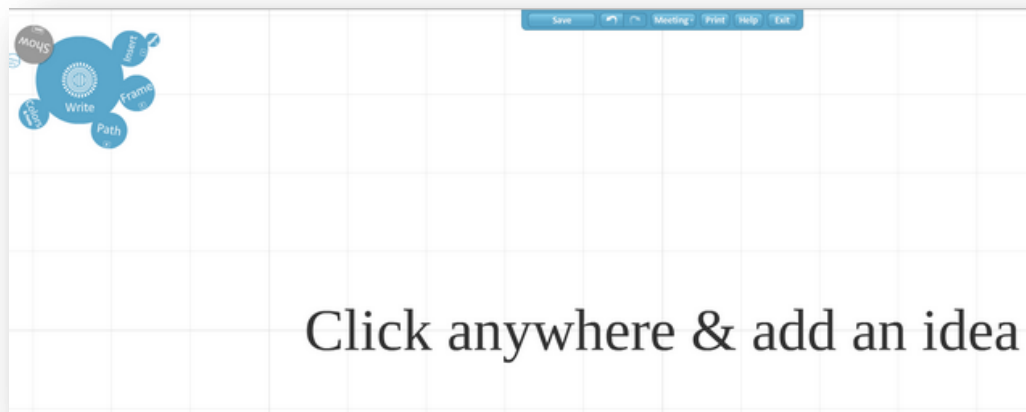 Save Meeting Print Help Exit
Show
Insert
Frame
Write
Colors
Path
Click anywhere & add an idea